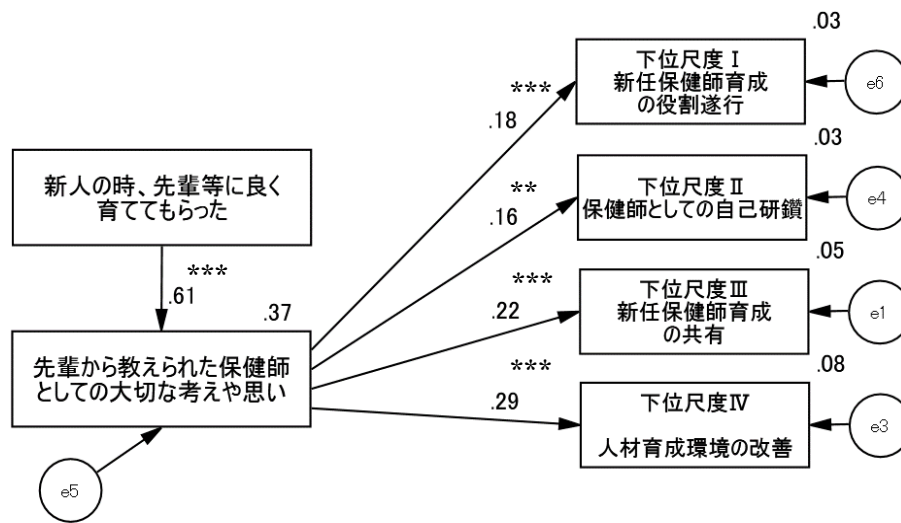 .03
下位尺度Ⅰ
新任保健師育成
の役割遂行
e6
***
.18
.03
下位尺度Ⅱ
保健師としての自己研鑽
e4
**
.16
新人の時、先輩等に良く
育ててもらった
***
.61
.05
下位尺度Ⅲ
新任保健師育成
の共有
e1
***
.22
.37
先輩から教えられた保健師
としての大切な考えや思い
e5
.08
下位尺度Ⅳ
人材育成環境の改善
e3
***
.29